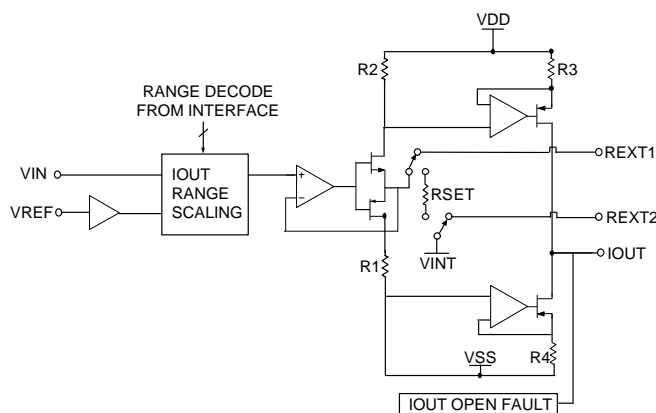 VDD
R2
R3
RANGE DECODE
FROM INTERFACE
REXT1
VIN
IOUT
RANGE
SCALING
+
−
RSET
VREF
REXT2
R1
VINT
IOUT
VSS
R4
IOUT OPEN FAULT